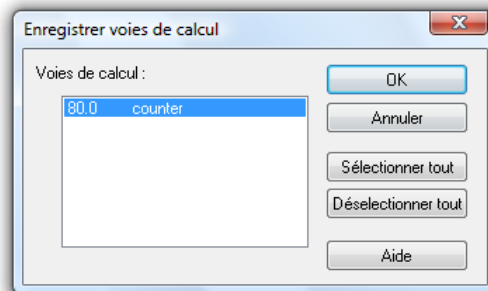 Enregistrer voies de calcul
Voies de calcul :
80.0 counter
OK
Annuler
Sélectionner tout
Déselectionner tout
Aide